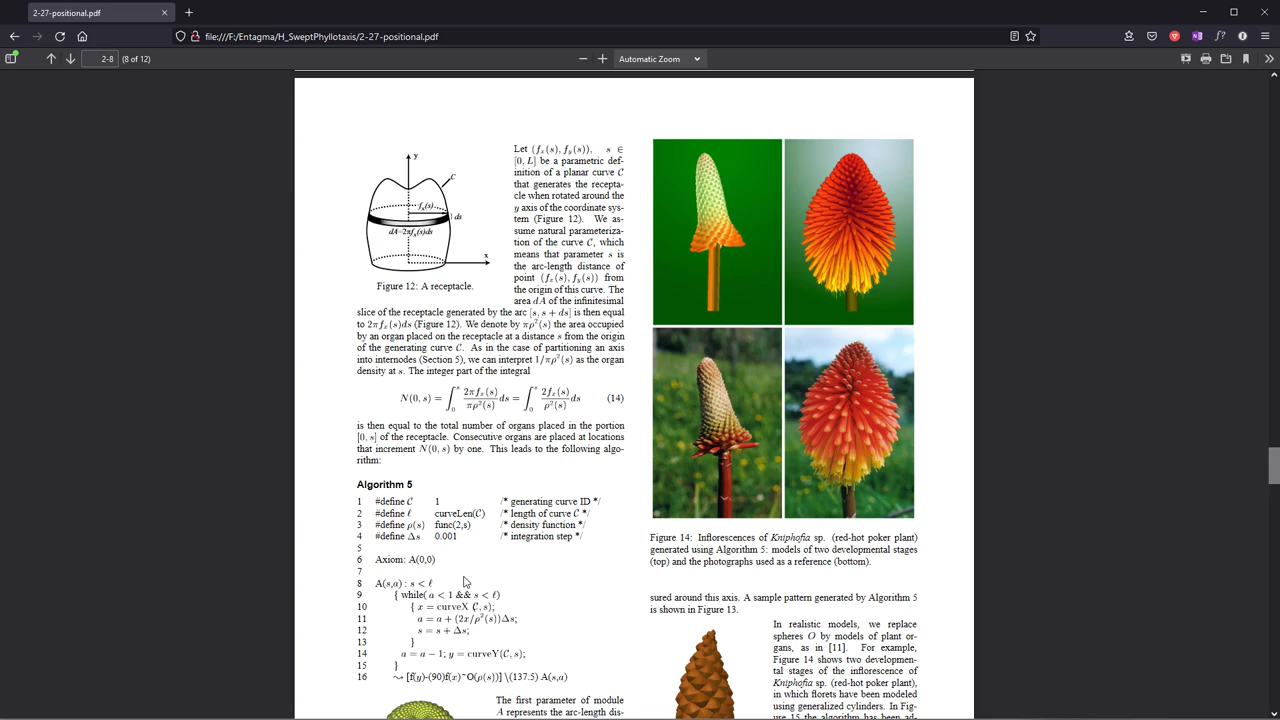 2-27-positional.pdf
file:///F:/Entagma/H_SweptPhyllotaxis/2-27-positional.pdf
2-8 (8 of 12)
Automatic Zoom
y
C
fₓ(s)
ds
dA=2πfₓ(s)ds
x
Figure 12: A receptacle.
Let (fₓ(s), f_y(s)), s ∈
[0, L] be a parametric def-
inition of a planar curve C
that generates the recepta-
cle when rotated around the
y axis of the coordinate sys-
tem (Figure 12). We as-
sume natural parameteriza-
tion of the curve C, which
means that parameter s is
the arc-length distance of
point (fₓ(s), f_y(s)) from
the origin of this curve. The
area dA of the infinitesimal
slice of the receptacle generated by the arc [s, s + ds] is then equal
to 2πfₓ(s)ds (Figure 12). We denote by πρ²(s) the area occupied
by an organ placed on the receptacle at a distance s from the origin
of the generating curve C. As in the case of partitioning an axis
into internodes (Section 5), we can interpret 1/πρ²(s) as the organ
density at s. The integer part of the integral
N(0, s) = ∫₀ˢ 2πfₓ(s)/πρ²(s) ds = ∫₀ˢ 2fₓ(s)/ρ²(s) ds (14)
is then equal to the total number of organs placed in the portion
[0, s] of the receptacle. Consecutive organs are placed at locations
that increment N(0, s) by one. This leads to the following algo-
rithm:
Algorithm 5
1 #define C 1 /* generating curve ID */
2 #define ℓ curveLen(C) /* length of curve C */
3 #define ρ(s) func(2,s) /* density function */
4 #define Δs 0.001 /* integration step */
5
6 Axiom: A(0,0)
7
8 A(s,a) : s < ℓ
9 { while( a < 1 && s < ℓ)
10 { x = curveX (C, s);
11 a = a + (2x/ρ²(s))Δs;
12 s = s + Δs;
13 }
14 a = a − 1; y = curveY(C, s);
15 }
16 ⤳ [f(y)-(90)f(x)~O(ρ(s))] \(137.5) A(s,a)
The first parameter of module
A represents the arc-length dis-
Figure 14: Inflorescences of Kniphofia sp. (red-hot poker plant)
generated using Algorithm 5: models of two developmental stages
(top) and the photographs used as a reference (bottom).
sured around this axis. A sample pattern generated by Algorithm 5
is shown in Figure 13.
In realistic models, we replace
spheres O by models of plant or-
gans, as in [11]. For example,
Figure 14 shows two developmen-
tal stages of the inflorescence of
Kniphofia sp. (red-hot poker plant),
in which florets have been modeled
using generalized cylinders. In Fig-
ure 15 the algorithm has been ad-